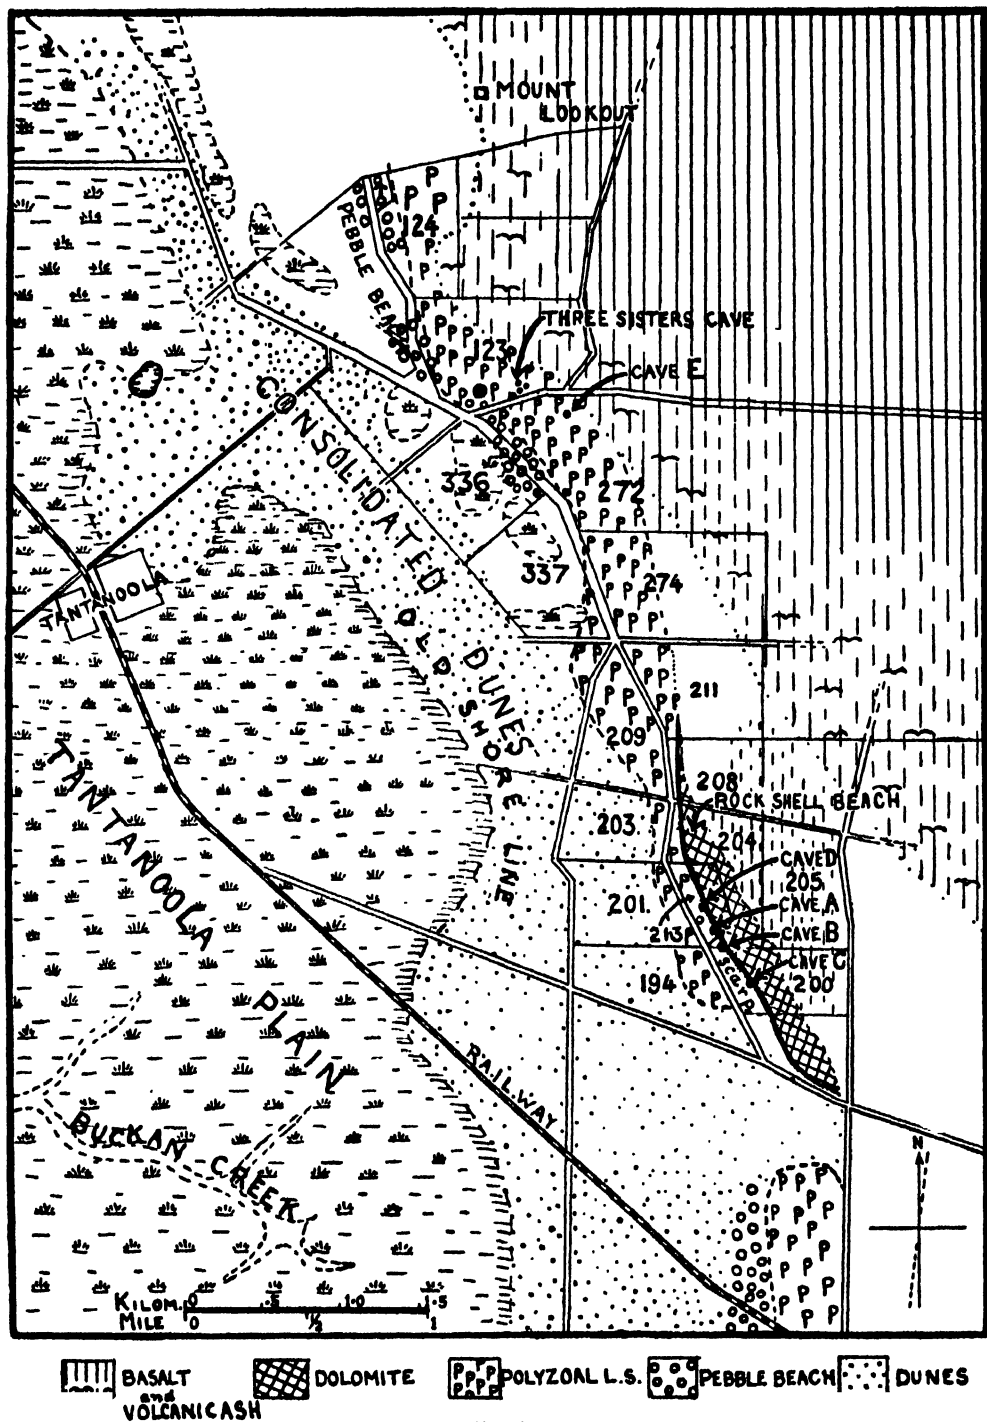 MOUNT
LOOKOUT
124
PEBBLE BEACH
THREE SISTERS CAVE
123
CAVE E
CONSOLIDATED OLD DUNES
336
272
337
274
TANTANOOLA
211
209
SHORE LINE
208
ROCK SHELL BEACH
203
204
CAVE D
205
CAVE A
201
213
CAVE B
CAVE C
200
scarp
194
TANTANOOLA PLAIN
RAILWAY
BUCKAN CREEK
N
KILOM. 0 .5 1.0 1.5
MILE 0 ½ 1
BASALT and VOLCANIC ASH
DOLOMITE
POLYZOAL L.S.
PEBBLE BEACH
DUNES